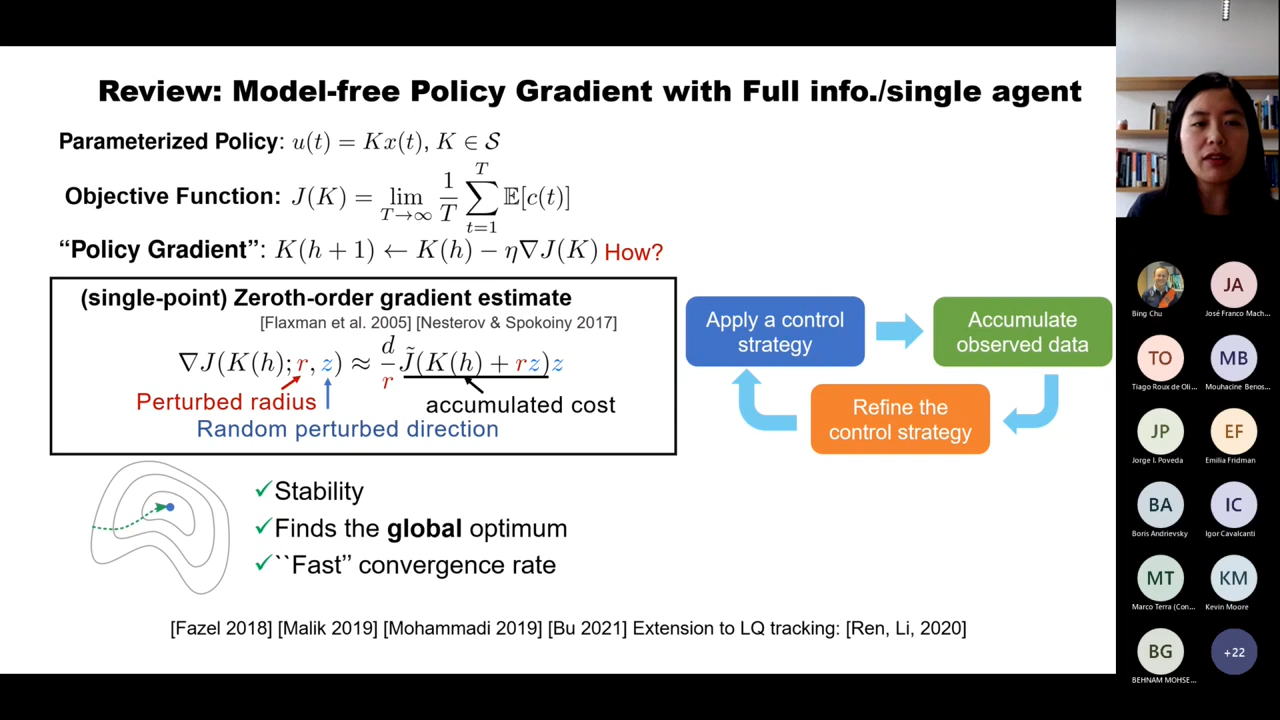 Review: Model-free Policy Gradient with Full info./single agent
Parameterized Policy: u(t) = Kx(t), K ∈ 𝒮
Objective Function: J(K) = lim_{T→∞} \frac{1}{T} \sum_{t=1}^{T} 𝔼[c(t)]
“Policy Gradient”: K(h + 1) ← K(h) − η∇J(K) How?
(single-point) Zeroth-order gradient estimate
[Flaxman et al. 2005] [Nesterov & Spokoiny 2017]
∇J(K(h); r, z) ≈ \frac{d}{r} \tilde{J}(K(h) + rz)z
Perturbed radius
accumulated cost
Random perturbed direction
✓Stability
✓Finds the global optimum
✓``Fast” convergence rate
[Fazel 2018] [Malik 2019] [Mohammadi 2019] [Bu 2021] Extension to LQ tracking: [Ren, Li, 2020]
Apply a control
strategy
Accumulate
observed data
Refine the
control strategy
Bing Chu
JA
José Franco Mach...
TO
Tiago Roux de Oli...
MB
Mouhacine Benos...
JP
Jorge I. Poveda
EF
Emilia Fridman
BA
Boris Andrievsky
IC
Igor Cavalcanti
MT
Marco Terra (Con...
KM
Kevin Moore
BG
BEHNAM MOHSE...
+22